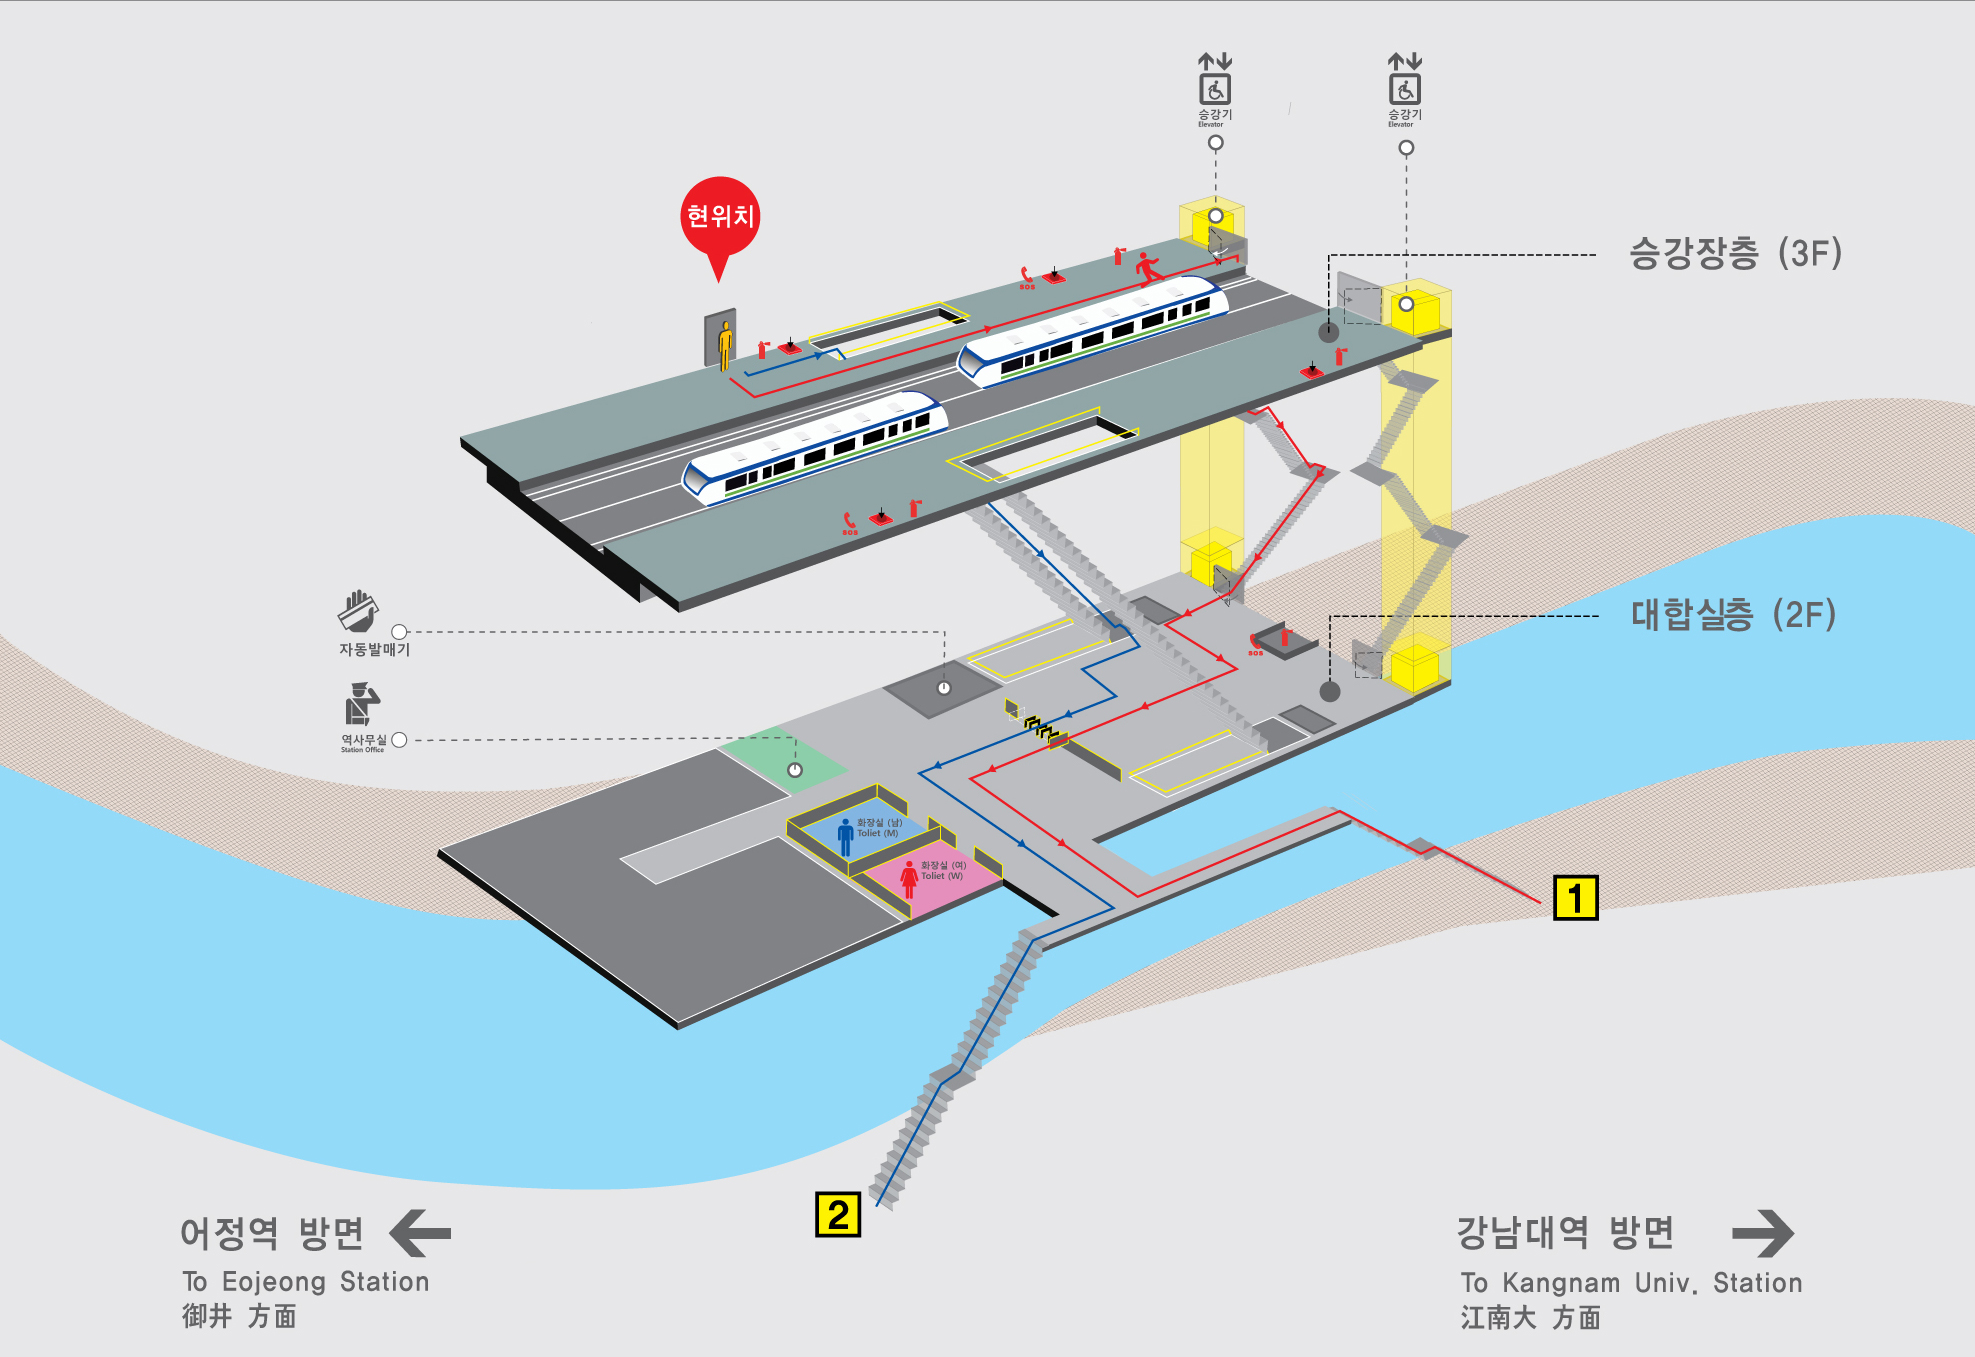 승강기
Elevator
승강기
Elevator
현위치
승강장층 (3F)
SOS
SOS
자동발매기
대합실층 (2F)
SOS
역사무실
Station Office
화장실 (남)
Toliet (M)
화장실 (여)
Toliet (W)
1
2
어정역 방면
To Eojeong Station
御井 方面
강남대역 방면
To Kangnam Univ. Station
江南大 方面